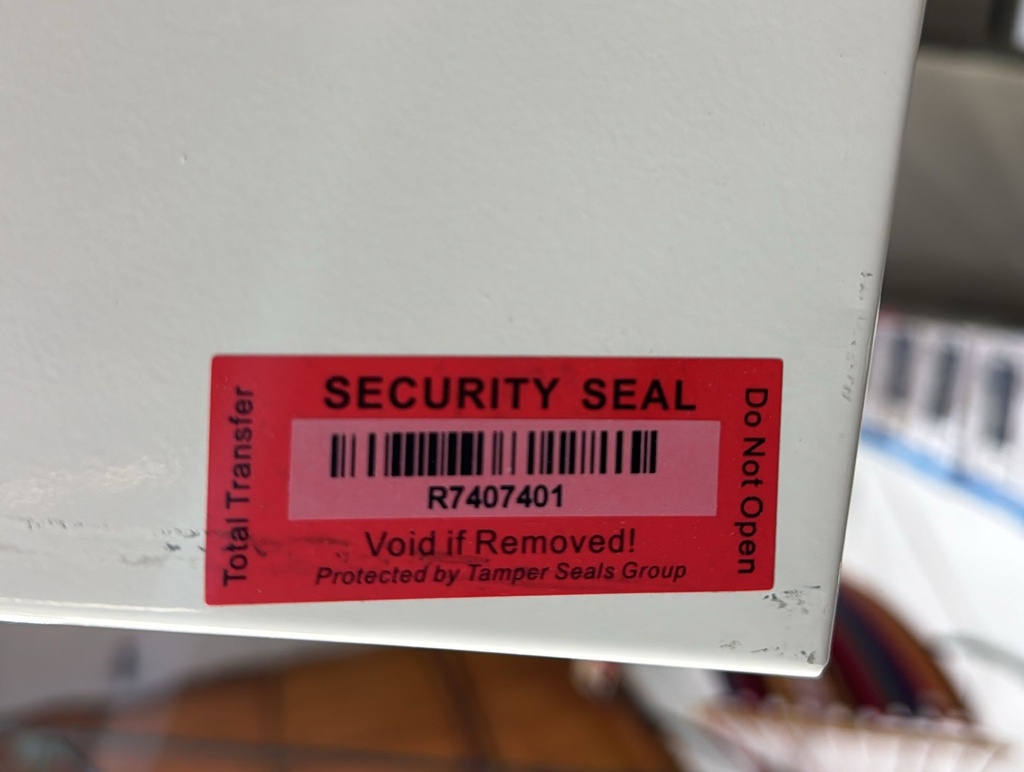 SECURITY SEAL
R7407401
Void if Removed!
Protected by Tamper Seals Group
Total Transfer
Do Not Open